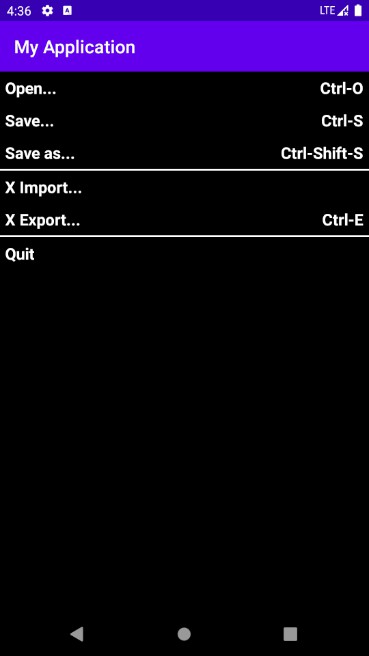 4:36 A LTE
My Application
Open... Ctrl-O
Save... Ctrl-S
Save as... Ctrl-Shift-S
X Import...
X Export... Ctrl-E
Quit